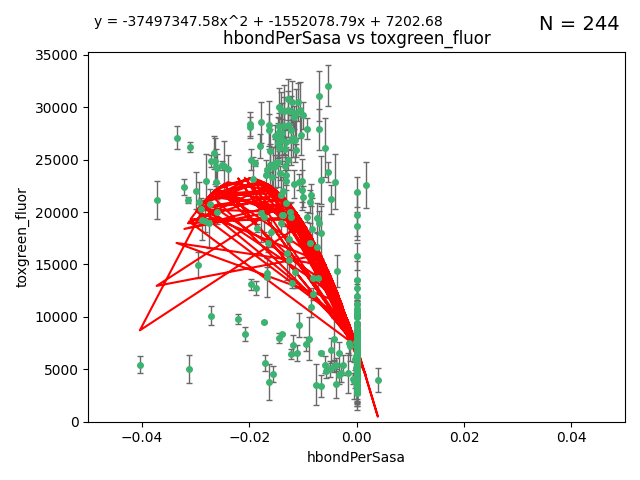 y = -37497347.58x^2 + -1552078.79x + 7202.68
N = 244
hbondPerSasa vs toxgreen_fluor
35000
30000
25000
20000
15000
10000
5000
0
toxgreen_fluor
−0.04
−0.02
0.00
0.02
0.04
hbondPerSasa